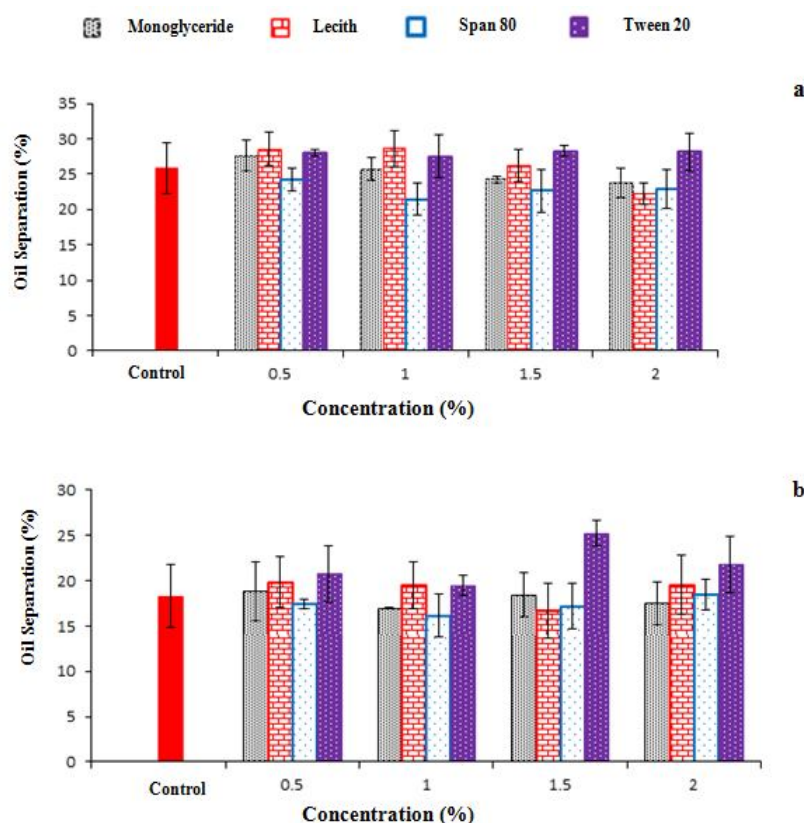 Monoglyceride Lecith Span 80 Tween 20
a
35
30
25
20
15
10
5
0
Oil Separation (%)
Control 0.5 1 1.5 2
Concentration (%)
b
30
25
20
15
10
5
0
Oil Separation (%)
Control 0.5 1 1.5 2
Concentration (%)